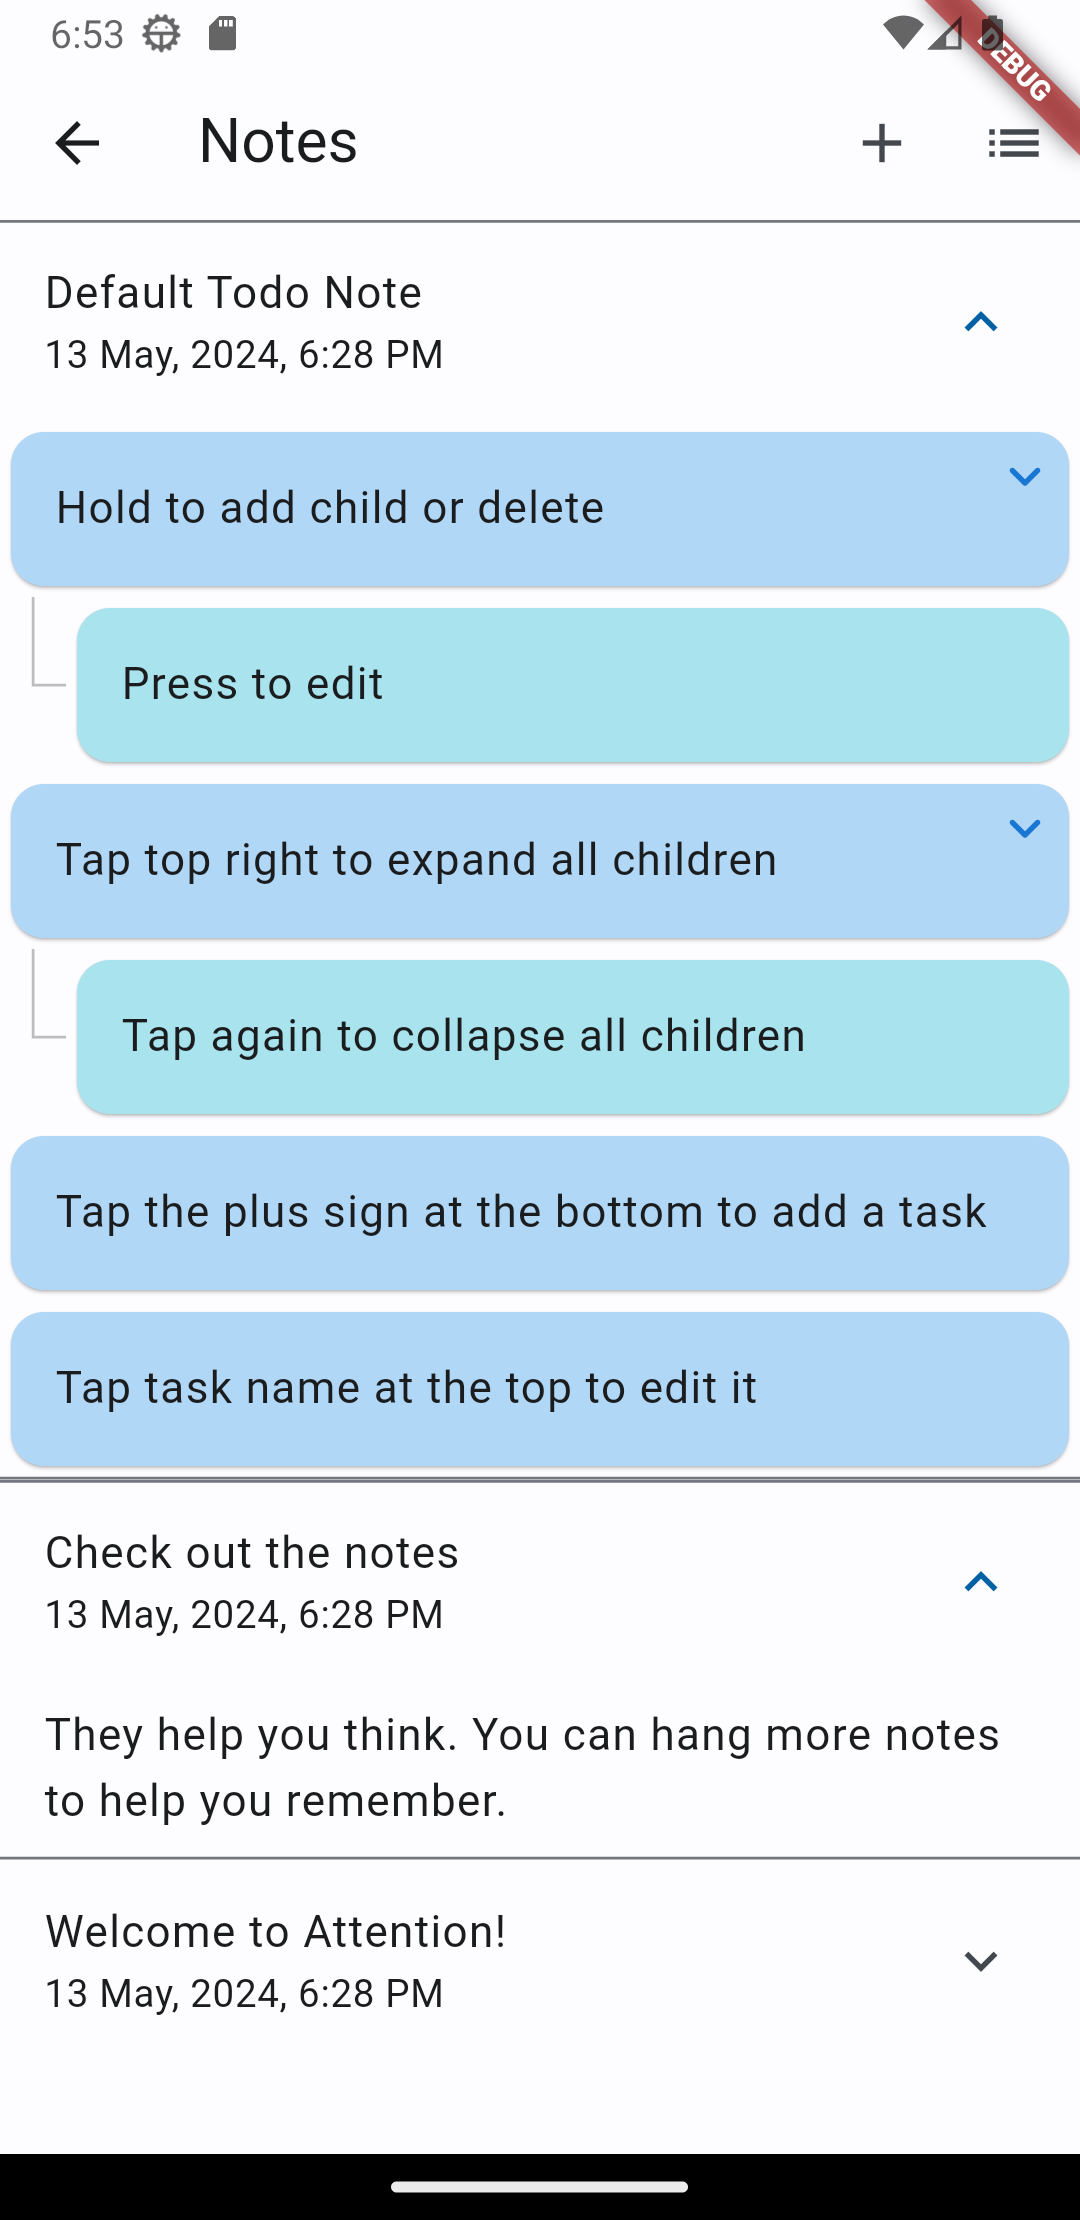 6:53
DEBUG
Notes
Default Todo Note
13 May, 2024, 6:28 PM
Hold to add child or delete
Press to edit
Tap top right to expand all children
Tap again to collapse all children
Tap the plus sign at the bottom to add a task
Tap task name at the top to edit it
Check out the notes
13 May, 2024, 6:28 PM
They help you think. You can hang more notes
to help you remember.
Welcome to Attention!
13 May, 2024, 6:28 PM